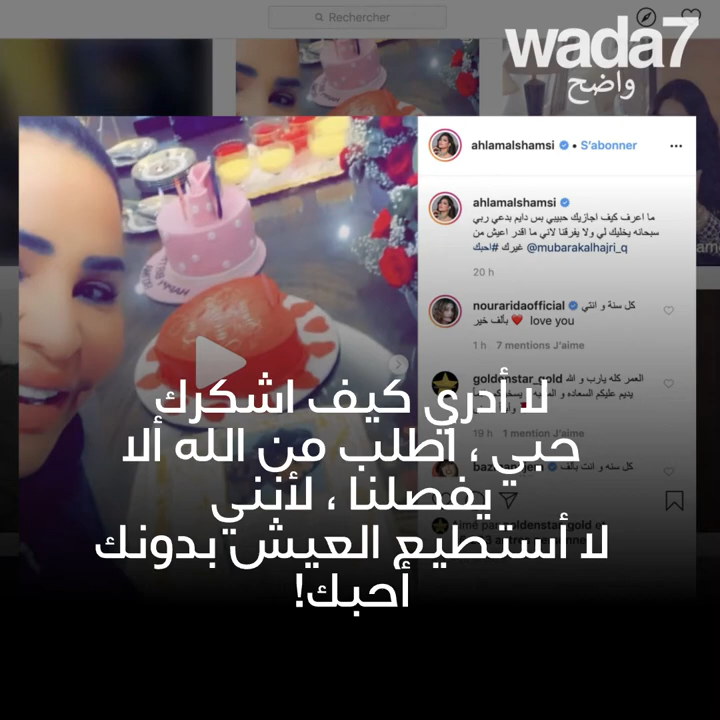 Rechercher
wada7
واضح
ahlamalshamsi • S'abonner
ahlamalshamsi
ما اعرف كيف اجازيك حبيبي بس دايم بدعي ربي
سبحانه يخليك لي ولا يفرقنا لاني ما اقدر اعيش من
غيرك #احبك @mubarakalhajri_q
20 h
nouraridaofficial كل سنة و انتي
بألف خير ❤️ love you
1 h 7 mentions J'aime
goldenstar_gold العمر كله يارب و الله
يديم عليكم السعاده و
19 h 1 mention J'aime
كل سنه و انت بالف
لا أدري كيف اشكرك
حبي ، أطلب من الله ألا
يفصلنا ، لأنني
لا أستطيع العيش بدونك
أحبك!